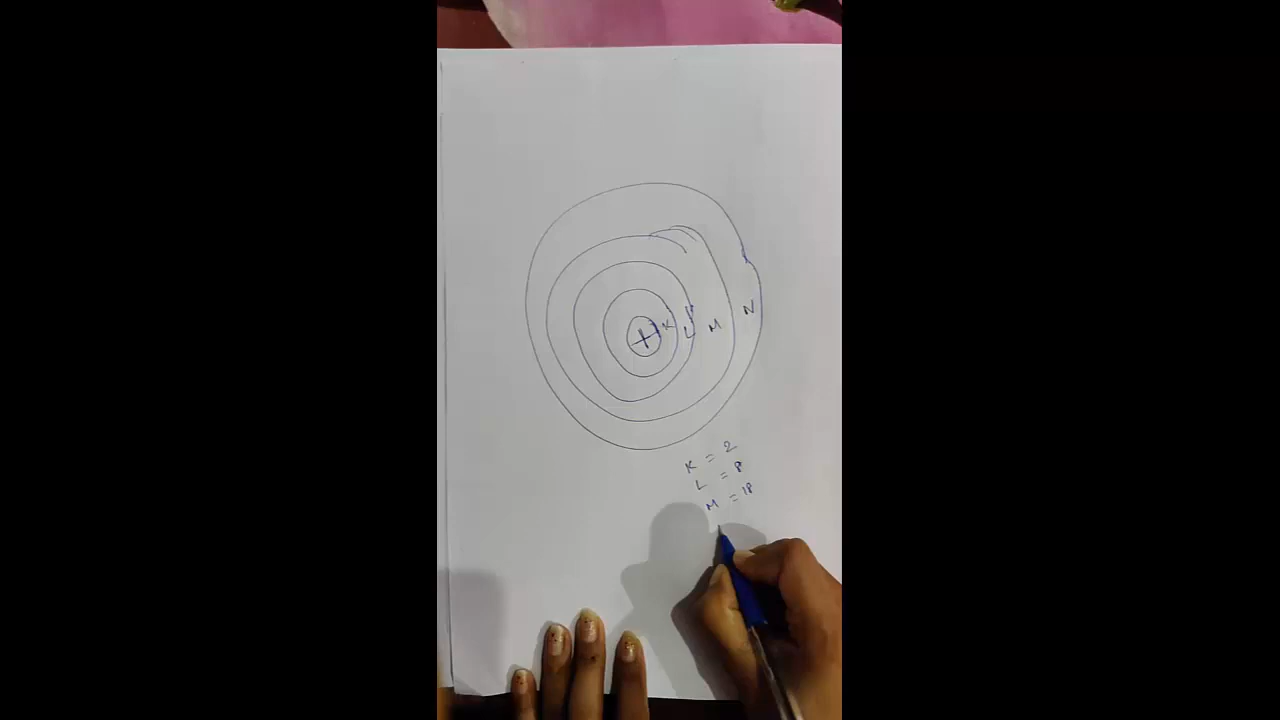 + K L M N
K = 2
L = 8
M = 18